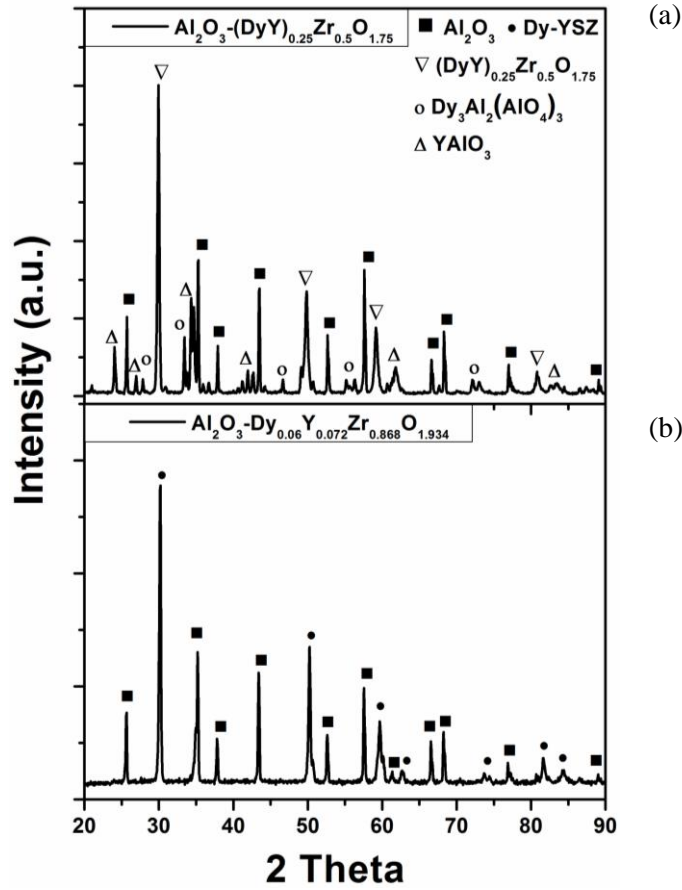 (a)
Al₂O₃-(DyY)₀.₂₅Zr₀.₅O₁.₇₅
■ Al₂O₃ ● Dy-YSZ
▽ (DyY)₀.₂₅Zr₀.₅O₁.₇₅
o Dy₃Al₂(AlO₄)₃
Δ YAlO₃
(b)
Al₂O₃-Dy₀.₀₆Y₀.₀₇₂Zr₀.₈₆₈O₁.₉₃₄
Intensity (a.u.)
20 30 40 50 60 70 80 90
2 Theta